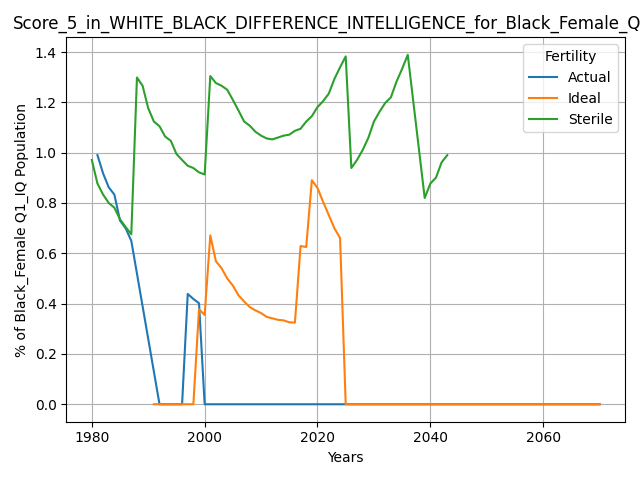 Score_5_in_WHITE_BLACK_DIFFERENCE_INTELLIGENCE_for_Black_Female_Q
% of Black_Female Q1_IQ Population
1.4
1.2
1.0
0.8
0.6
0.4
0.2
0.0
Fertility
Actual
Ideal
Sterile
1980 2000 2020 2040 2060
Years